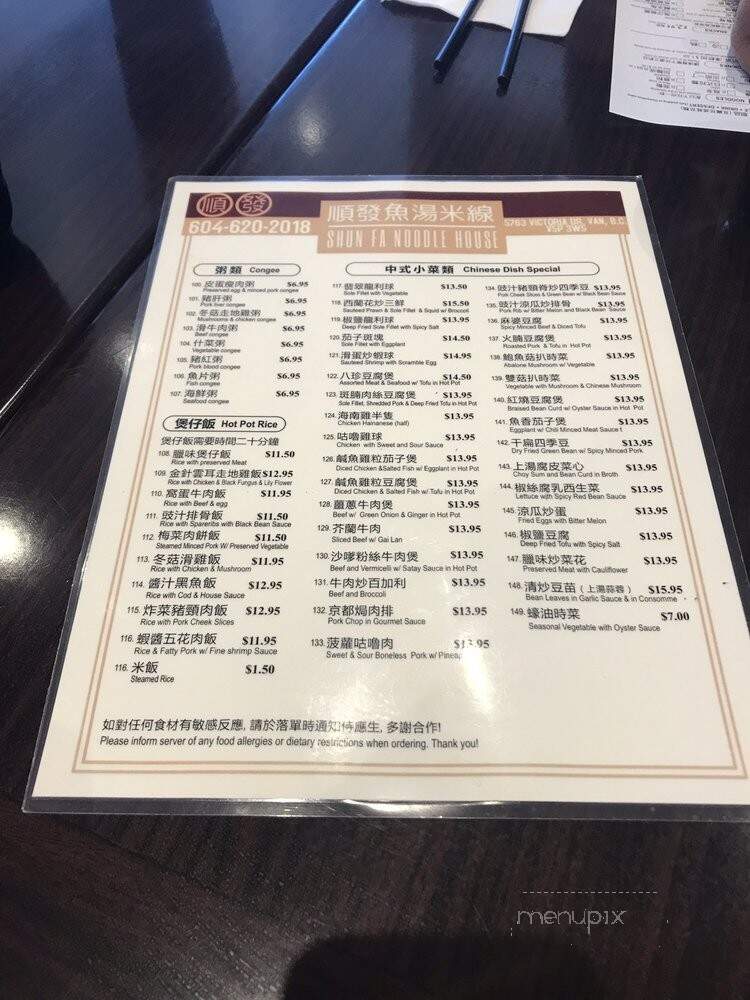 順 發
604-620-2018
順發魚湯米線
SHUN FA NOODLE HOUSE
5763 VICTORIA DR, VAN, B.C.
V5P 3W5
粥類 Congee
100. 皮蛋瘦肉粥 $6.95
Preserved egg & minced pork congee
101. 豬肝粥 $6.95
Pork liver congee
102. 冬菇走地雞粥 $6.95
Mushrooms & chicken congee
103. 滑牛肉粥 $6.95
Beef congee
104. 什菜粥 $6.95
Vegetable congee
105. 豬紅粥 $6.95
Pork blood congee
106. 魚片粥 $6.95
Fish congee
107. 海鮮粥 $6.95
Seafood congee
煲仔飯 Hot Pot Rice
煲仔飯需要時間二十分鐘
108. 臘味煲仔飯 $11.50
Rice with preserved Meat
109. 金針雲耳走地雞飯 $12.95
Rice with Chicken & Black Fungus & Lily Flower
110. 窩蛋牛肉飯 $11.95
Rice with Beef & egg
111. 豉汁排骨飯 $11.50
Rice with Spareribs with Black Bean Sauce
112. 梅菜肉餅飯 $11.50
Steamed Minced Pork W/ Preserved Vegetable
113. 冬菇滑雞飯 $11.95
Rice with Chicken & Mushroom
114. 醬汁黑魚飯 $12.95
Rice with Cod & House Sauce
115. 炸菜豬頸肉飯 $12.95
Rice with Pork Cheek Slices
116. 蝦醬五花肉飯 $11.95
Rice & Fatty Pork w/ Fine shrimp Sauce
116. 米飯 $1.50
Steamed Rice
中式小菜類 Chinese Dish Special
117. 翡翠龍利球 $13.50
Sole Fillet with Vegetable
118. 西蘭花炒三鮮 $15.50
Sauteed Prawn & Sole Fillet & Squid w/ Broccoli
119. 椒鹽龍利球 $13.95
Deep Fried Sole Fillet with Spicy Salt
120. 茄子斑塊 $14.50
Sole Fillet with Eggplant
121. 滑蛋炒蝦球 $14.95
Sauteed Shrimp with Scramble Egg
122. 八珍豆腐煲 $14.50
Assorted Meat & Seafood w/ Tofu in Hot Pot
123. 斑腩肉絲豆腐煲 $13.95
Sole Fillet, Shredded Pork & Deep Fried Tofu in Hot Pot
124. 海南雞半隻 $13.95
Chicken Hainanese (half)
125. 咕嚕雞球 $13.95
Chicken with Sweet and Sour Sauce
126. 鹹魚雞粒茄子煲 $13.95
Diced Chicken &Salted Fish w/ Eggplant in Hot Pot
127. 鹹魚雞粒豆腐煲 $13.95
Diced Chicken & Salted Fish w/ Tofu in Hot Pot
128. 薑蔥牛肉煲 $13.95
Beef w/ Green Onion & Ginger in Hot Pot
129. 芥蘭牛肉 $13.95
Sliced Beef w/ Gai Lan
130. 沙嗲粉絲牛肉煲 $13.95
Beef and Vermicelli w/ Satay Sauce in Hot Pot
131. 牛肉炒百加利 $13.95
Beef and Broccoli
132. 京都焗肉排 $13.95
Pork Chop in Gourmet Sauce
133. 菠蘿咕嚕肉 $13.95
Sweet & Sour Boneless Pork w/ Pineap
134. 豉汁豬頸骨炒四季豆 $13.95
Pork Cheek Slices & Green Bean w/ Black Bean Sauce
135. 豉汁涼瓜炒排骨 $13.95
Pork Rib w/ Bitter Melon and Black Bean Sauce
136. 麻婆豆腐 $13.95
Spicy Minced Beef & Diced Tofu
137. 火腩豆腐煲 $13.95
Roasted Pork & Tofu in Hot Pot
138. 鮑魚菇扒時菜 $13.95
Abalone Mushroom w/ Vegetable
139. 雙菇扒時菜 $13.95
Vegetable with Mushroom & Chinese Mushroom
140. 紅燒豆腐煲 $13.95
Braised Bean Curd w/ Oyster Sauce in Hot Pot
141. 魚香茄子煲 $13.95
Eggplant w/ Chili Minced Meat Sauce t
142. 干扁四季豆 $13.95
Dry Fried Green Bean w/ Spicy Minced Pork
143. 上湯腐皮菜心 $13.95
Choy Sum and Bean Curd in Broth
144. 椒絲腐乳西生菜 $13.95
Lettuce with Spicy Red Bean Sauce
145. 涼瓜炒蛋 $13.95
Fried Eggs with Bitter Melon
146. 椒鹽豆腐 $13.95
Deep Fried Tofu with Spicy Salt
147. 臘味炒菜花 $13.95
Preserved Meat with Cauliflower
148. 清炒豆苗（上湯蒜蓉） $15.95
Bean Leaves in Garlic Sauce & in Consomme
149. 蠔油時菜 $7.00
Seasonal Vegetable with Oyster Sauce
如對任何食材有敏感反應, 請於落單時通知侍應生, 多謝合作!
Please inform server of any food allergies or dietary restrictions when ordering. Thank you!
menupix